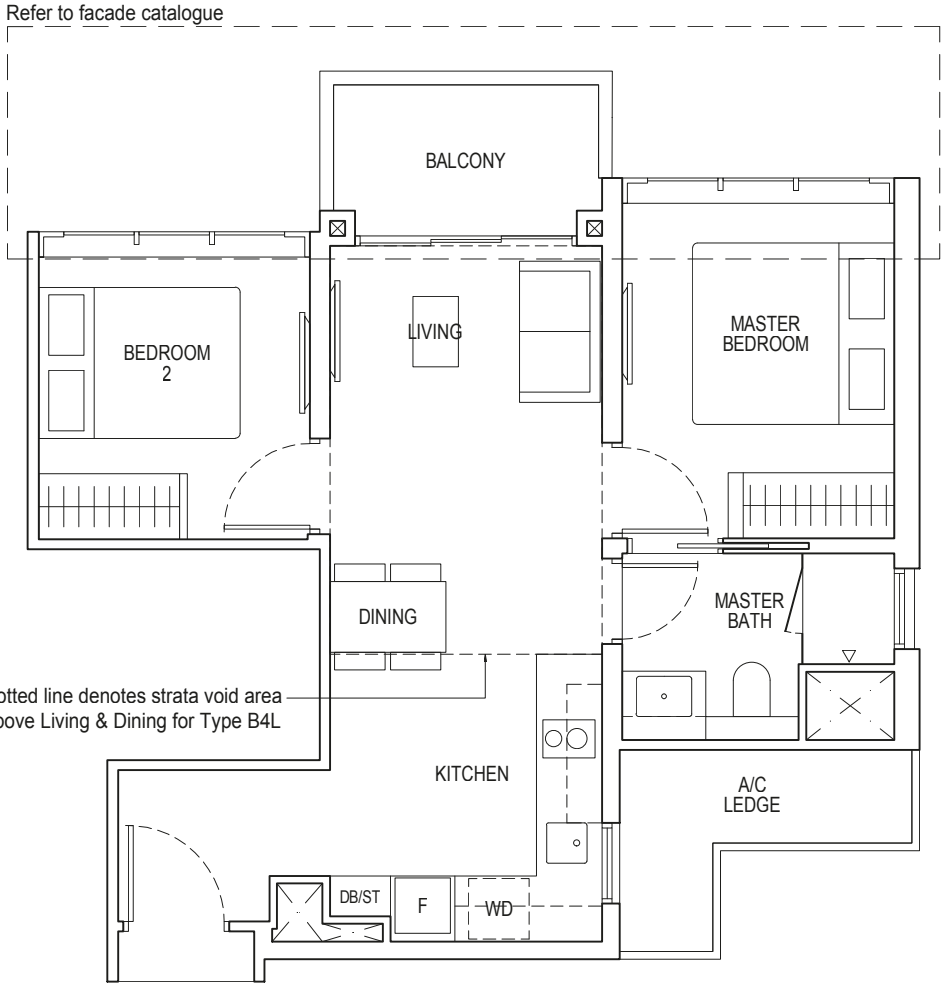 Refer to facade catalogue
BALCONY
LIVING
MASTER
BEDROOM
BEDROOM
2
DINING
MASTER
BATH
otted line denotes strata void area
bove Living & Dining for Type B4L
KITCHEN
A/C
LEDGE
DB/ST
F
WD